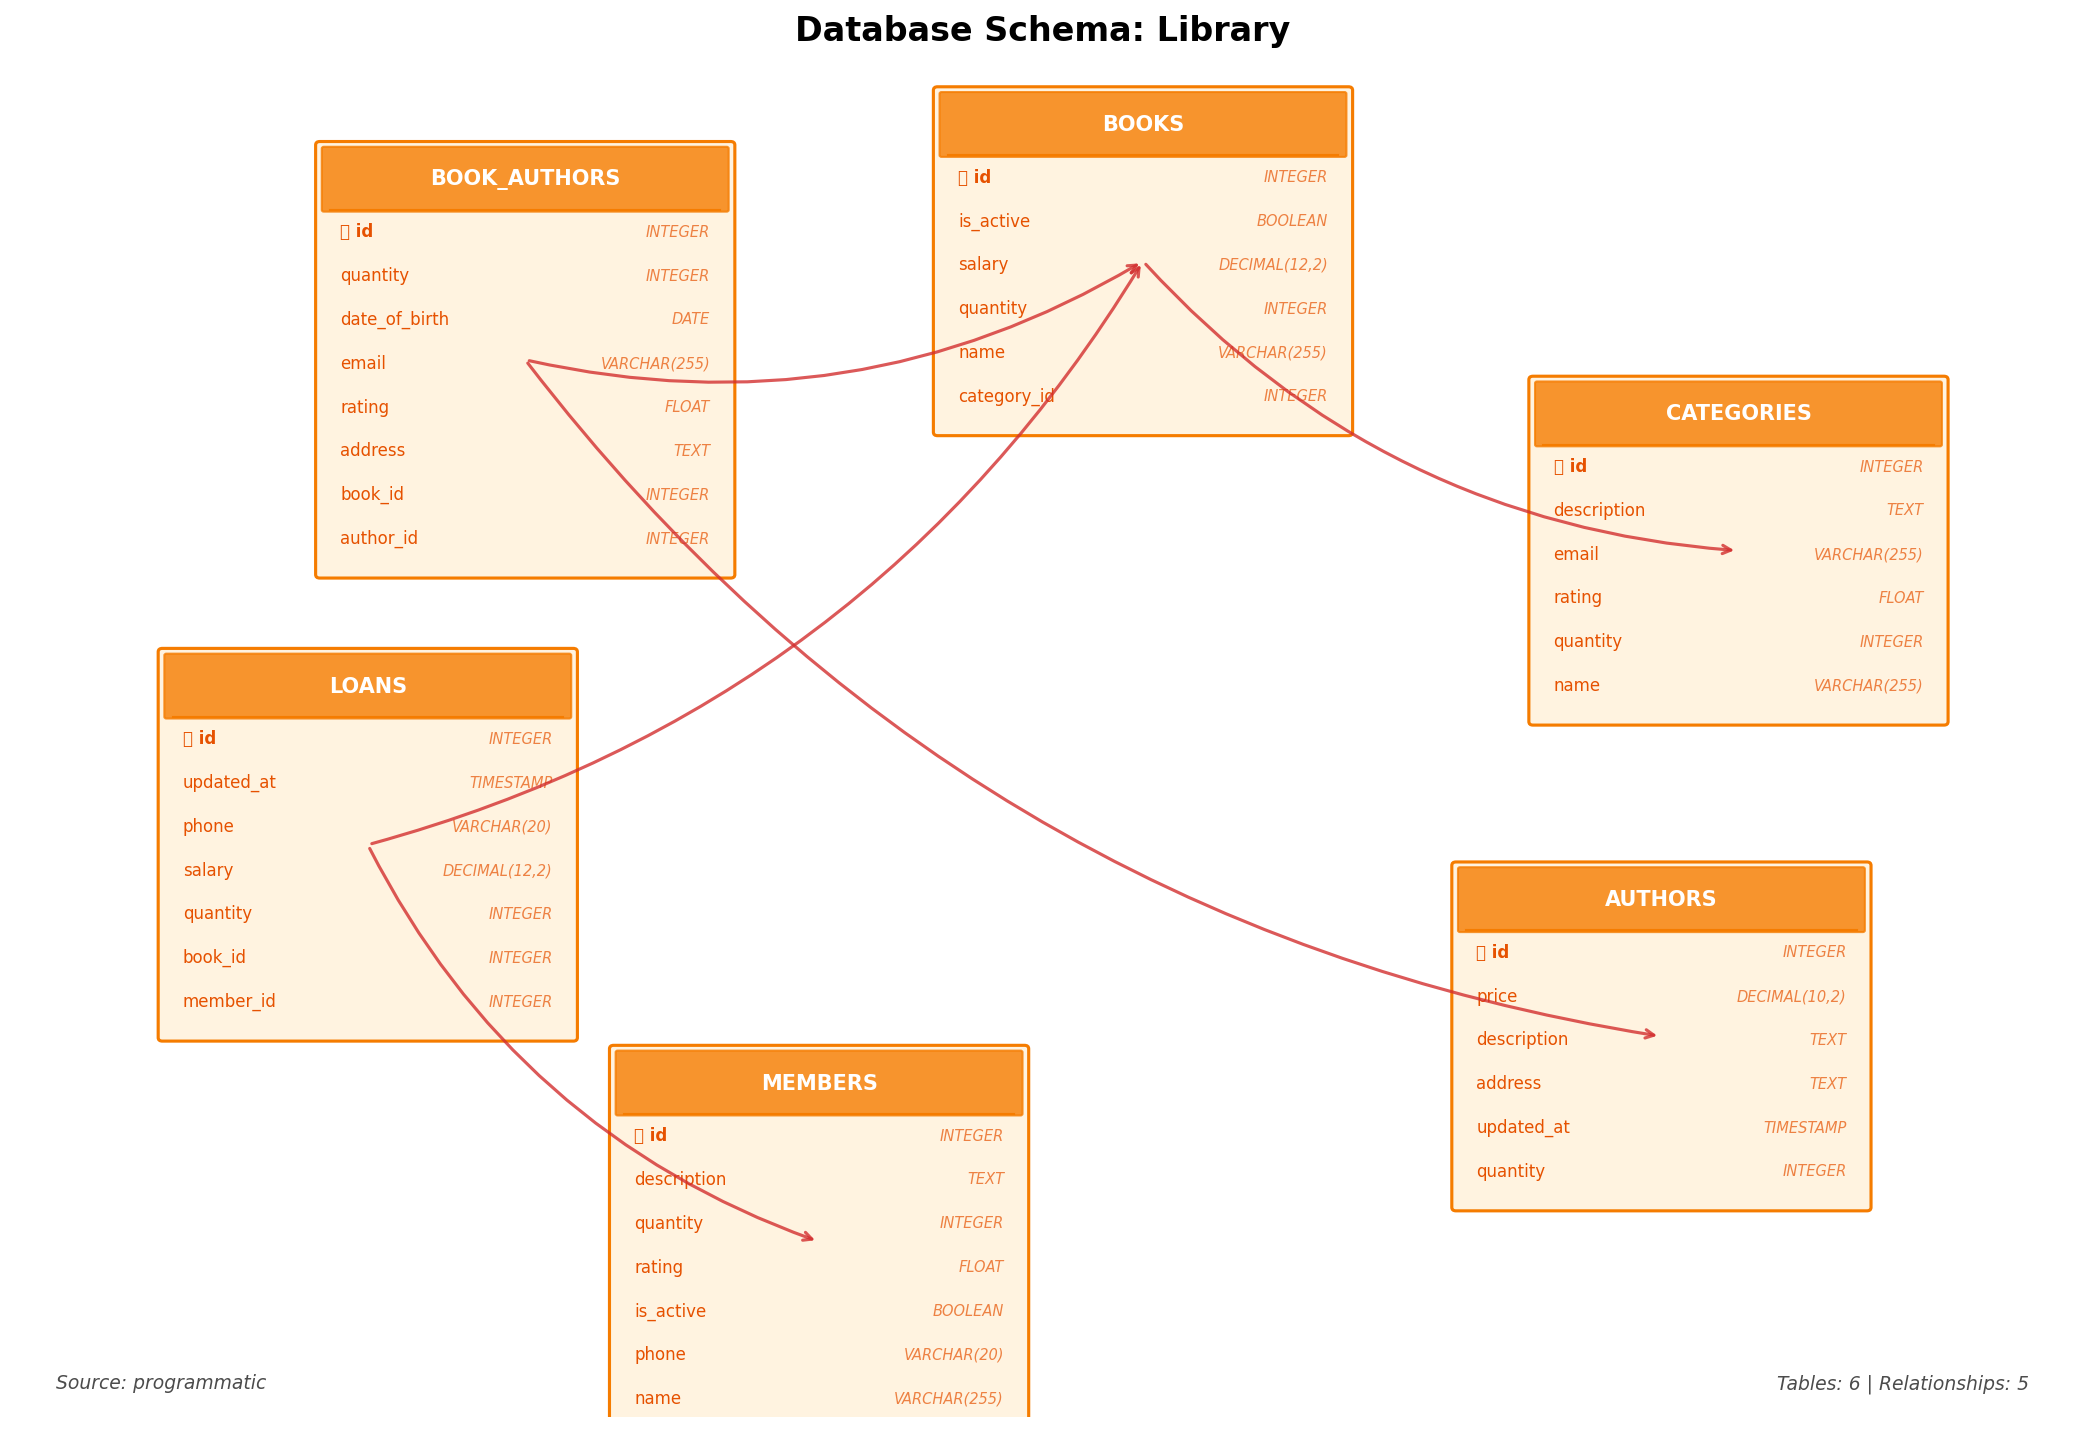 Database Schema: Library
BOOKS
id INTEGER
is_active BOOLEAN
salary DECIMAL(12,2)
quantity INTEGER
name VARCHAR(255)
category_id INTEGER
BOOK_AUTHORS
id INTEGER
quantity INTEGER
date_of_birth DATE
email VARCHAR(255)
rating FLOAT
address TEXT
book_id INTEGER
author_id INTEGER
CATEGORIES
id INTEGER
description TEXT
email VARCHAR(255)
rating FLOAT
quantity INTEGER
name VARCHAR(255)
LOANS
id INTEGER
updated_at TIMESTAMP
phone VARCHAR(20)
salary DECIMAL(12,2)
quantity INTEGER
book_id INTEGER
member_id INTEGER
AUTHORS
id INTEGER
price DECIMAL(10,2)
description TEXT
address TEXT
updated_at TIMESTAMP
quantity INTEGER
MEMBERS
id INTEGER
description TEXT
quantity INTEGER
rating FLOAT
is_active BOOLEAN
phone VARCHAR(20)
name VARCHAR(255)
Source: programmatic
Tables: 6 | Relationships: 5